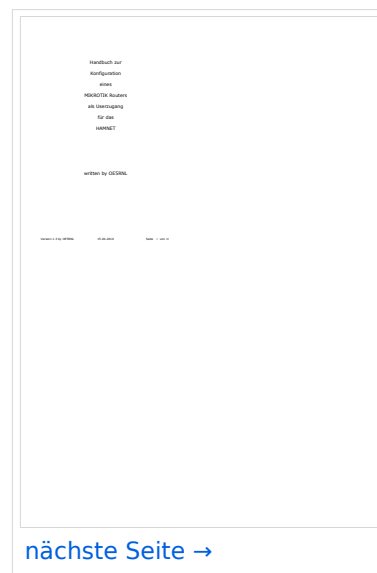 Handbuch zur
Konfiguration
eines
MIKROTIK Routers
als Userzugang
für das
HAMNET
written by OE5RNL
nächste Seite →